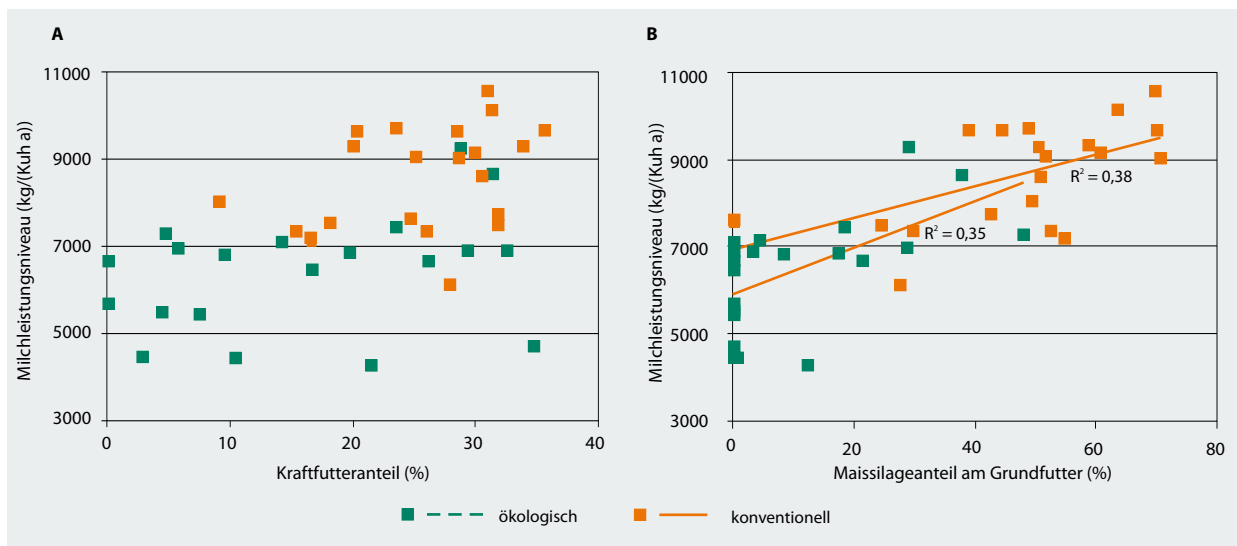 A
Milchleistungsniveau (kg/(Kuh a))
11000
9000
7000
5000
3000
0 10 20 30 40
Kraftfutteranteil (%)
B
Milchleistungsniveau (kg/(Kuh a))
11000
9000
7000
5000
3000
R² = 0,38
R² = 0,35
0 20 40 60 80
Maissilageanteil am Grundfutter (%)
ökologisch konventionell